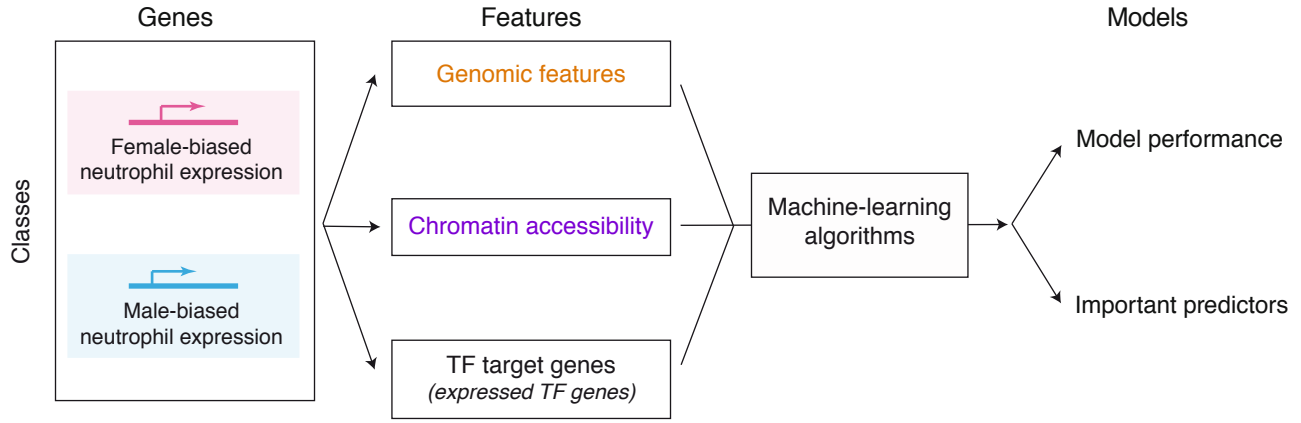 Genes
Features
Models
Classes
Female-biased
neutrophil expression
Male-biased
neutrophil expression
Genomic features
Chromatin accessibility
TF target genes
(expressed TF genes)
Machine-learning
algorithms
Model performance
Important predictors